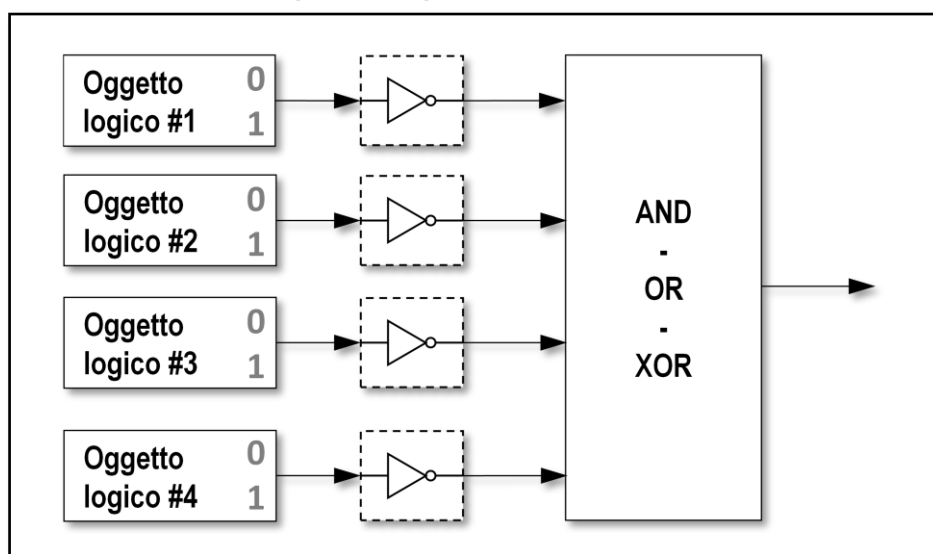 Oggetto 0
logico #1 1
Oggetto 0
logico #2 1
Oggetto 0
logico #3 1
Oggetto 0
logico #4 1
AND
-
OR
-
XOR